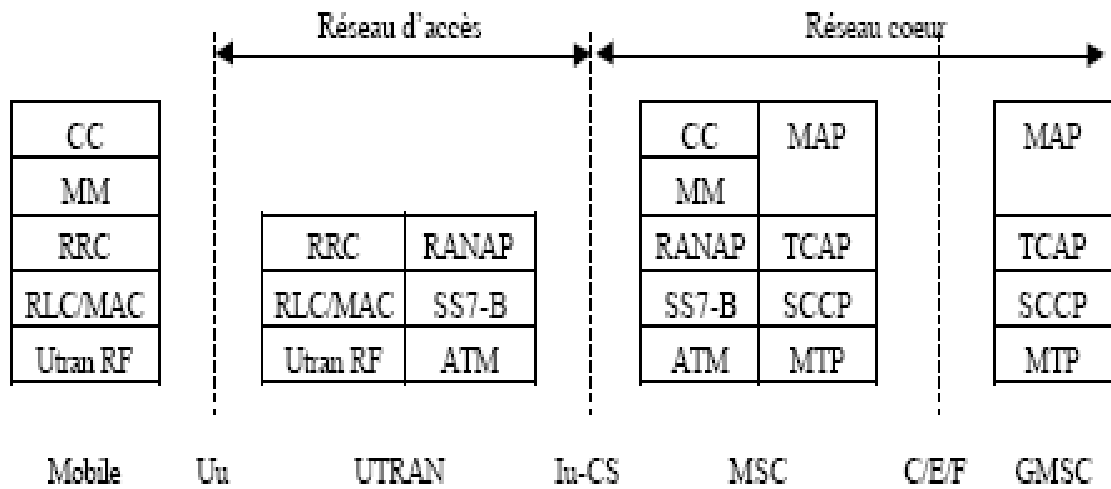 Réseau d'accès Réseau coeur
CC CC MAP MAP
MM MM
RRC RRC RANAP RANAP TCAP TCAP
RLC/MAC RLC/MAC SS7-B SS7-B SCCP SCCP
Utran RF Utran RF ATM ATM MTP MTP
Mobile Uu UTRAN Iu-CS MSC C/E/F GMSC